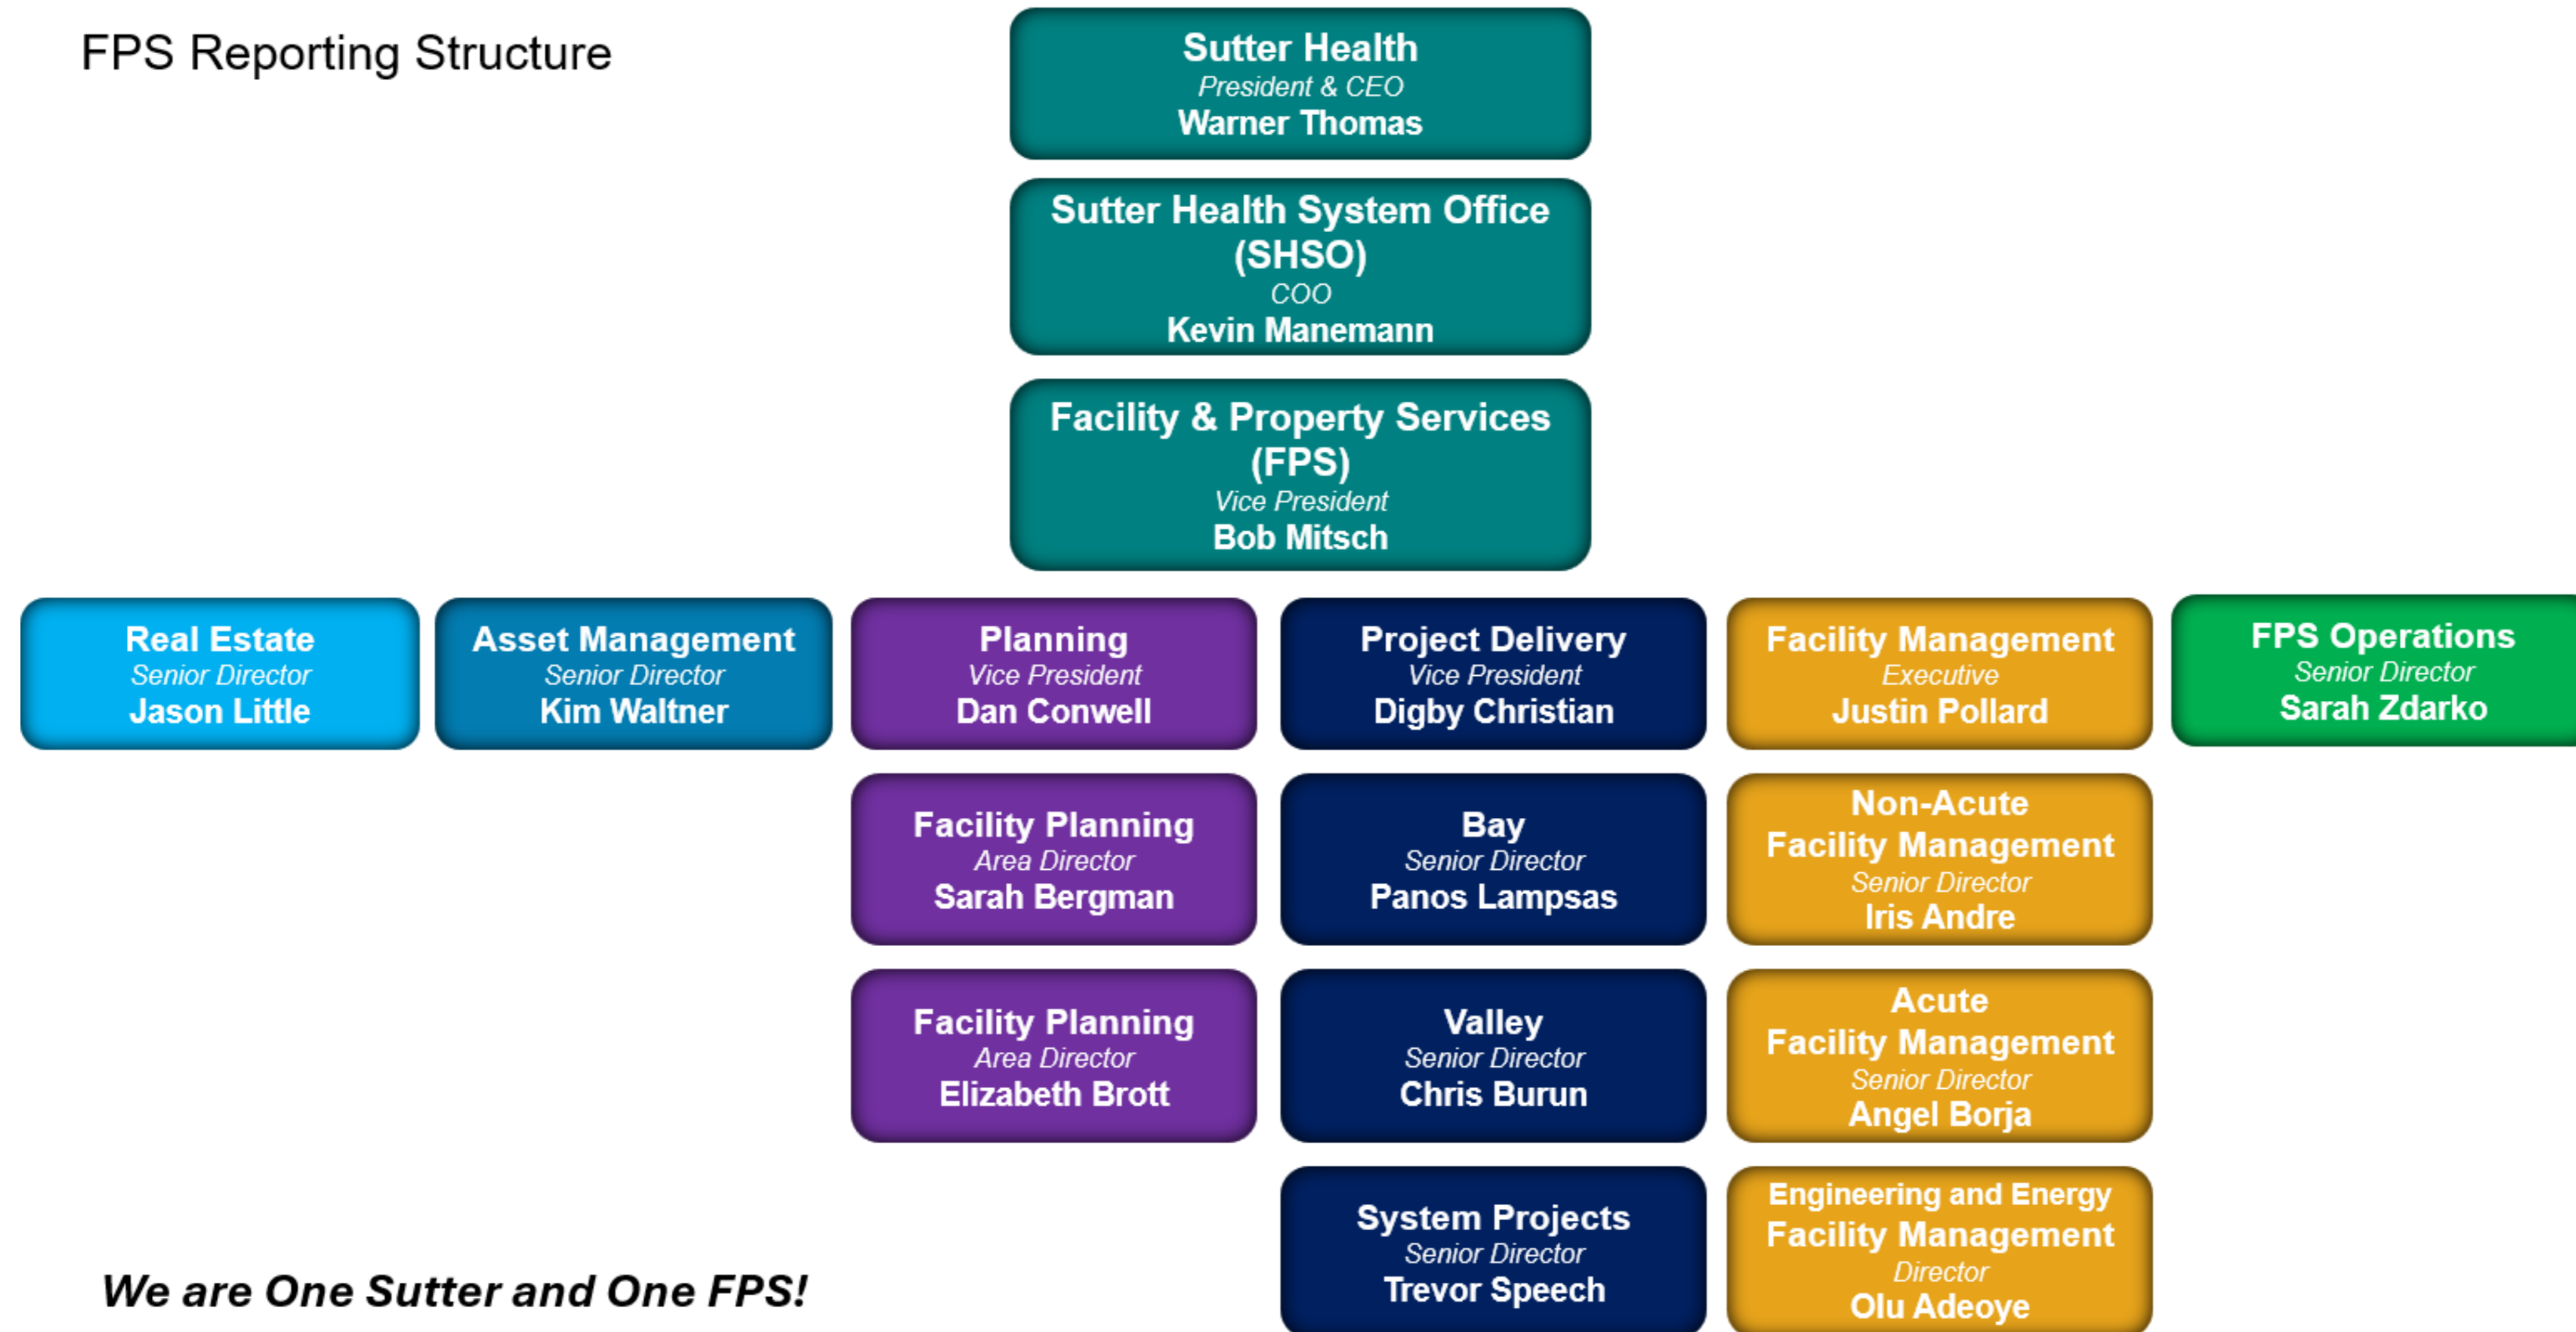 FPS Reporting Structure
Sutter Health
President & CEO
Warner Thomas
Sutter Health System Office
(SHSO)
COO
Kevin Manemann
Facility & Property Services
(FPS)
Vice President
Bob Mitsch
Real Estate
Senior Director
Jason Little
Asset Management
Senior Director
Kim Waltner
Planning
Vice President
Dan Conwell
Project Delivery
Vice President
Digby Christian
Facility Management
Executive
Justin Pollard
FPS Operations
Senior Director
Sarah Zdarko
Facility Planning
Area Director
Sarah Bergman
Bay
Senior Director
Panos Lampsas
Non-Acute
Facility Management
Senior Director
Iris Andre
Facility Planning
Area Director
Elizabeth Brott
Valley
Senior Director
Chris Burun
Acute
Facility Management
Senior Director
Angel Borja
System Projects
Senior Director
Trevor Speech
Engineering and Energy
Facility Management
Director
Olu Adeoye
We are One Sutter and One FPS!